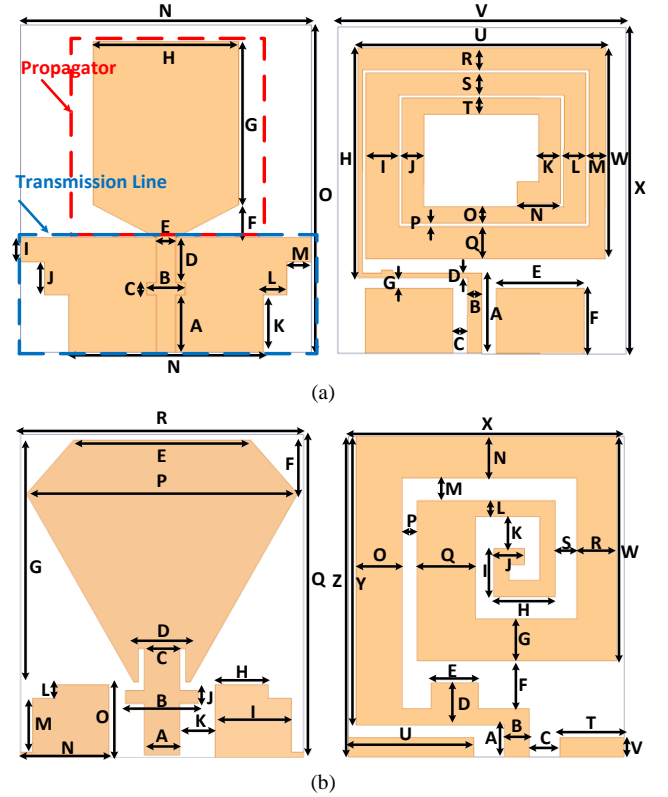 N
H
Propagator
G
O
Transmission Line
F
E
I
D
M
J
B
C
L
A
K
N
V
U
R
S
T
H
I
J
K
L
M
W
X
N
P
O
Q
D
G
E
B
A
F
C
(a)
R
E
F
P
G
Q
D
C
H
L
J
B
O
M
K
I
N
A
X
N
M
L
P
K
S
R
O
Q
W
Z
Y
I
J
H
G
E
F
D
B
T
A
C
U
V
(b)